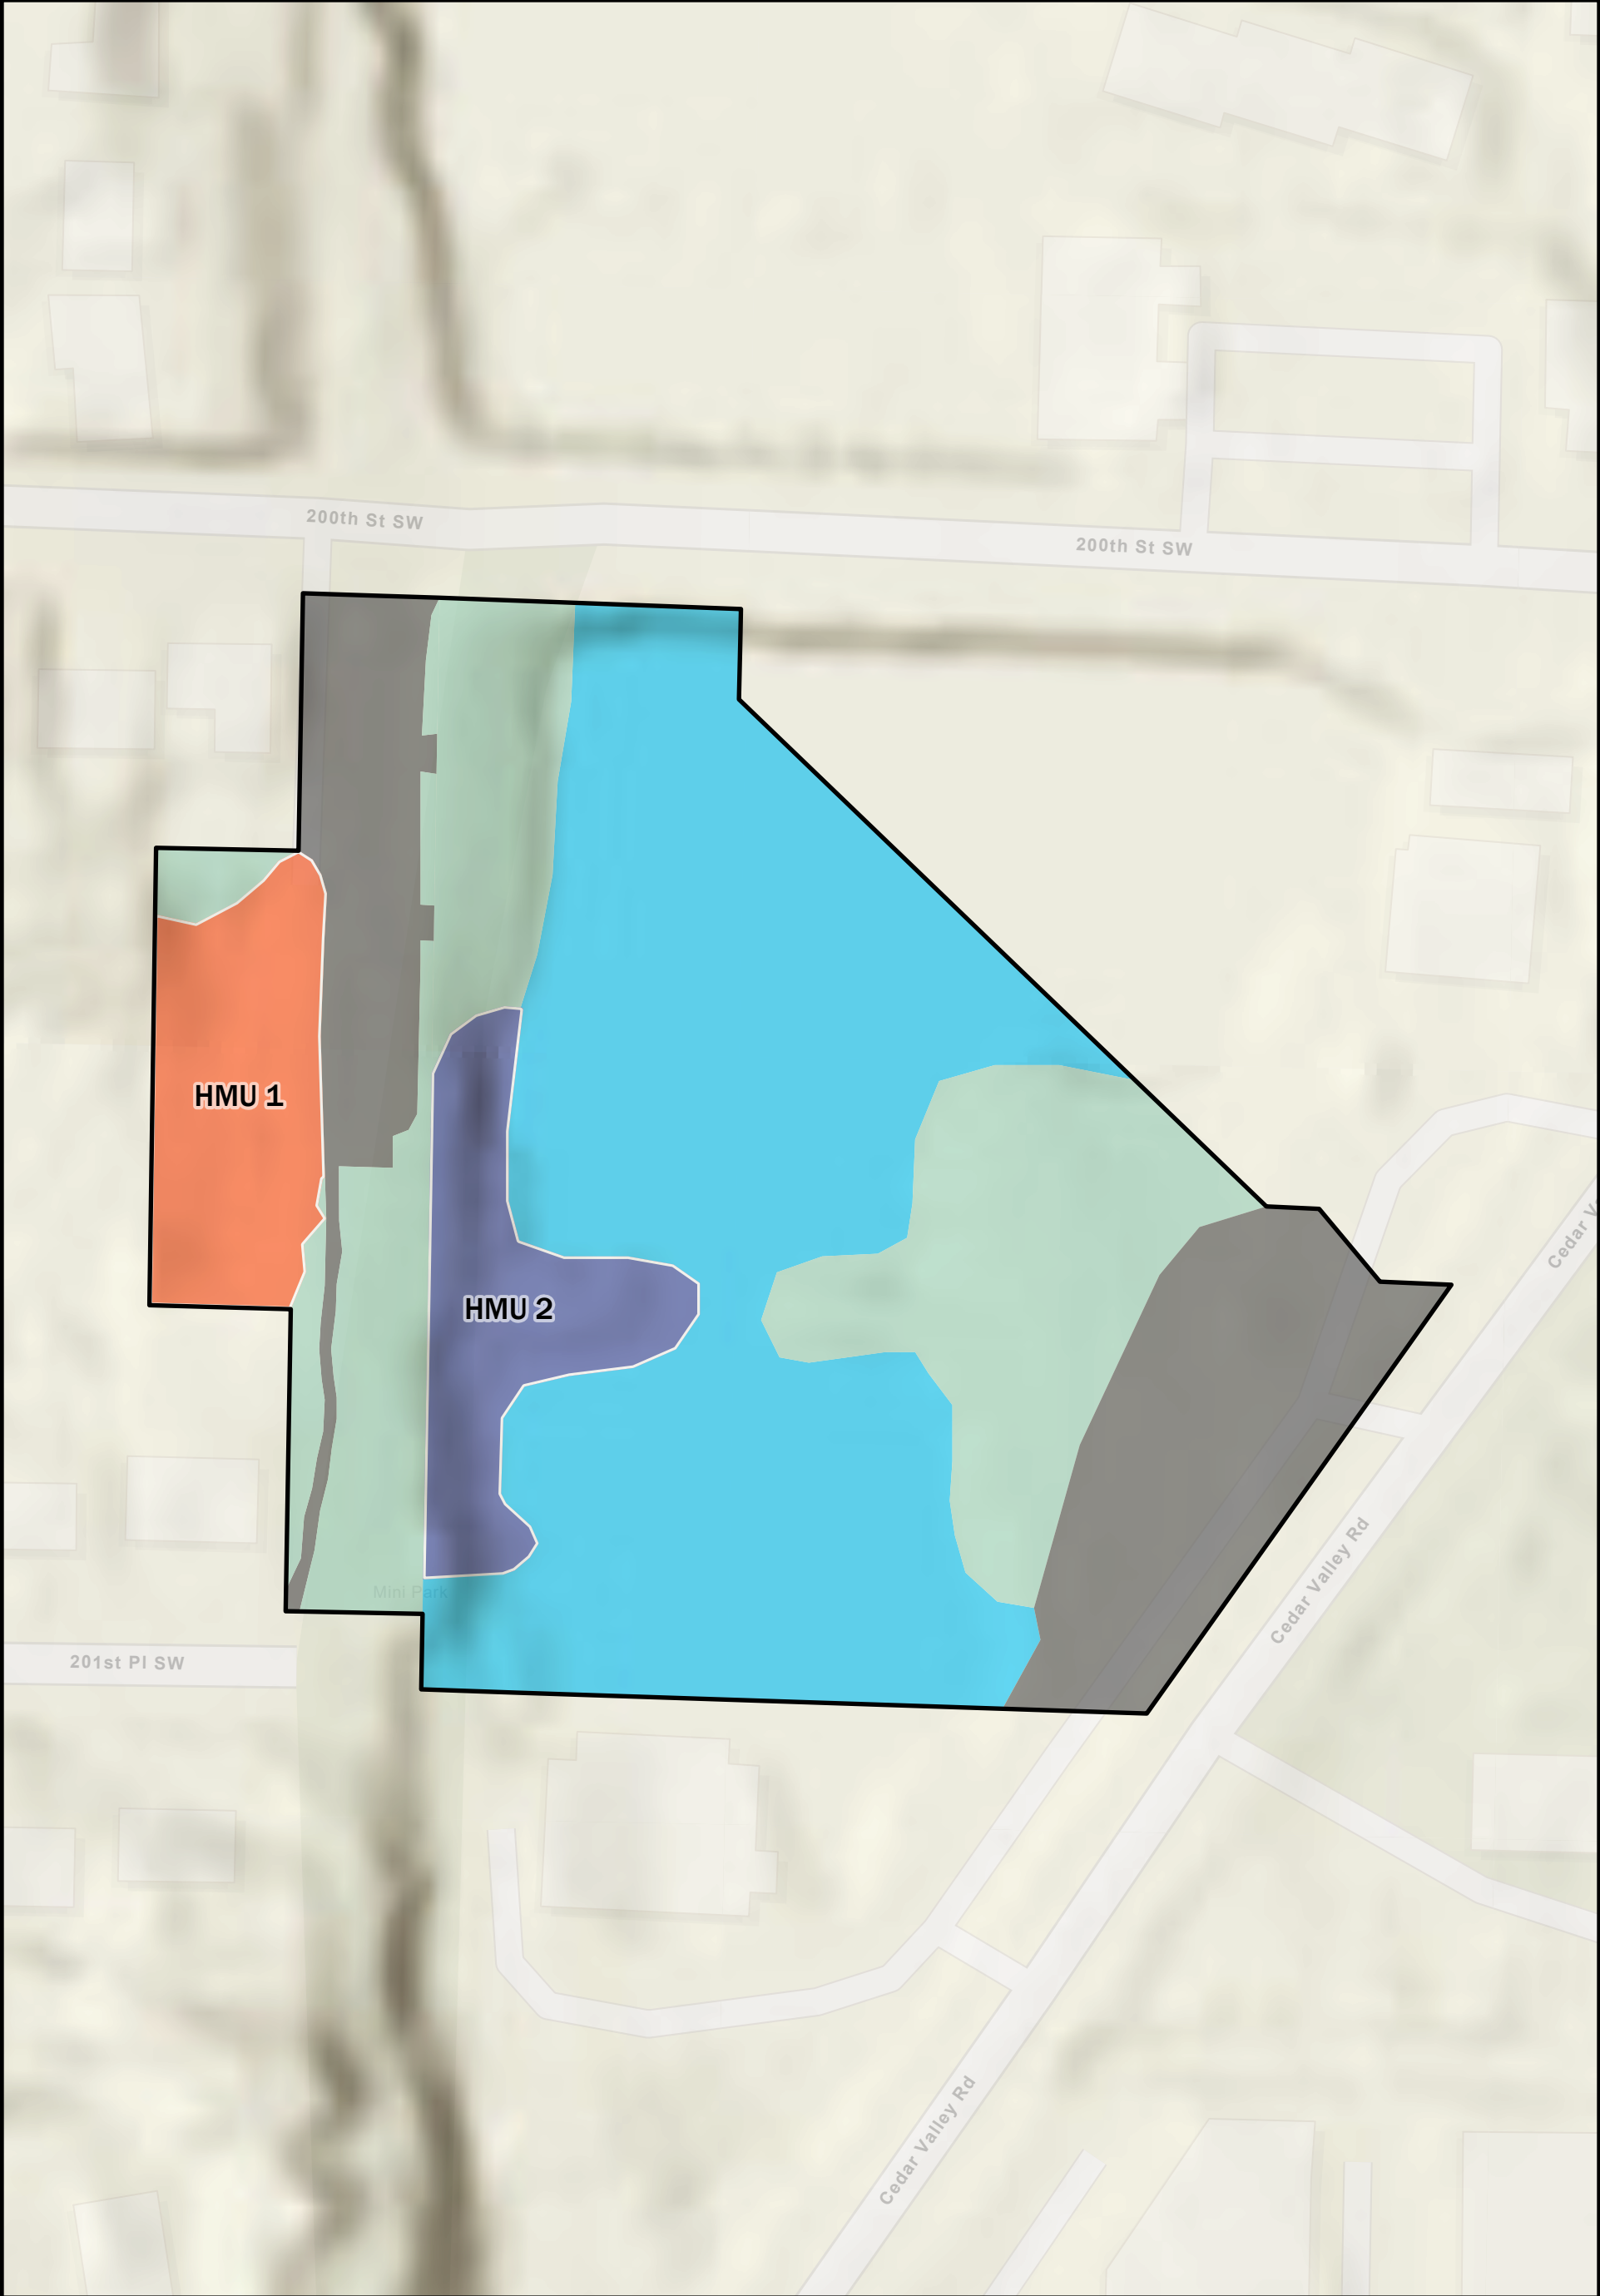 200th St SW
200th St SW
Cedar V
HMU 1
HMU 2
Cedar Valley Rd
Mini Park
201st Pl SW
Cedar Valley Rd